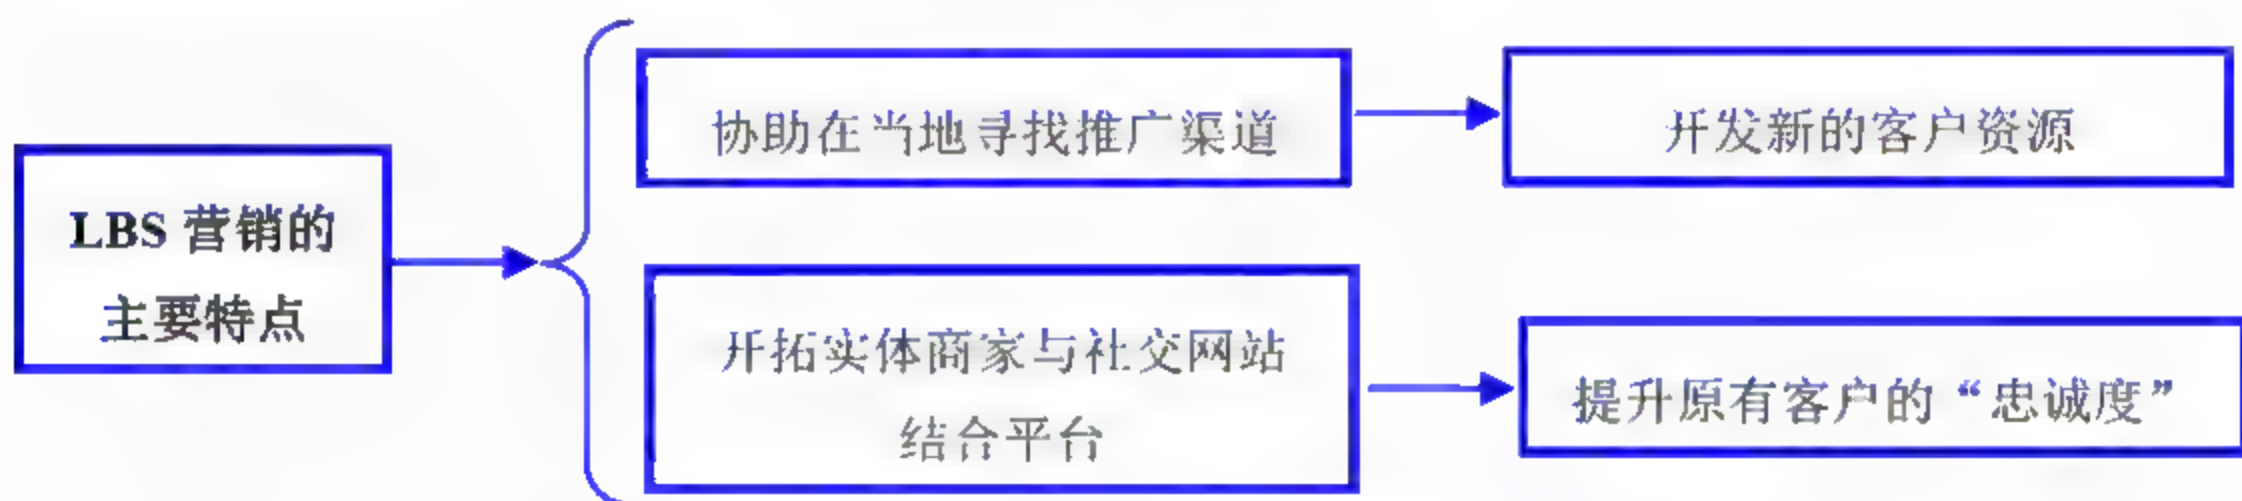 LBS 营销的
主要特点
协助在当地寻找推广渠道
开发新的客户资源
开拓实体商家与社交网站
结合平台
提升原有客户的“忠诚度”